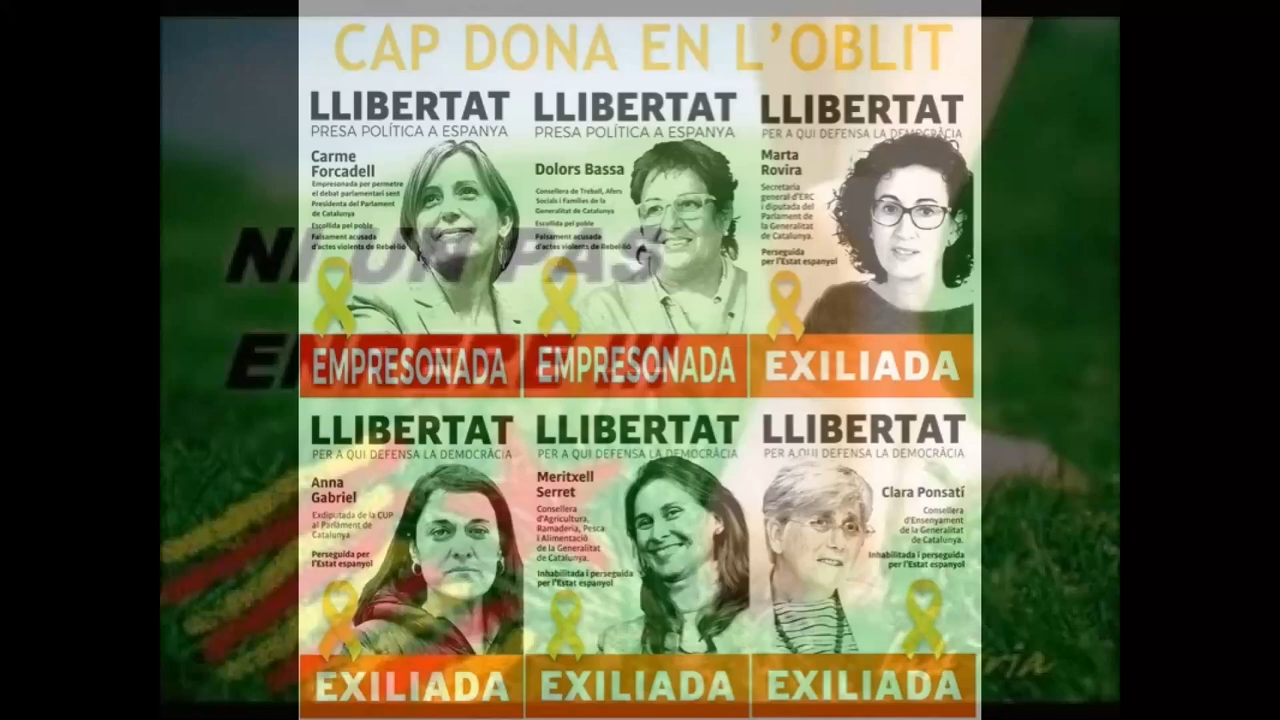 CAP DONA EN L'OBLIT
LLIBERTAT
PRESA POLÍTICA A ESPANYA
Carme
Forcadell
Empresonada per permetre
el debat parlamentari sent
Presidenta del Parlament
de Catalunya
Escollida pel poble
Falsament acusada
d'actes violents de Rebel·lió
EMPRESONADA
LLIBERTAT
PRESA POLÍTICA A ESPANYA
Dolors Bassa
Consellera de Treball, Afers
Socials i Famílies de la
Generalitat de Catalunya
Escollida pel poble
Falsament acusada
d'actes violents de Rebel·lió
EMPRESONADA
LLIBERTAT
PER A QUI DEFENSA LA DEMOCRÀCIA
Marta
Rovira
Secretaria
general d'ERC
i diputada del
Parlament de
la Generalitat
de Catalunya.
Perseguida
per l'Estat espanyol
EXILIADA
NI UN PAS
ENRERE !!!
LLIBERTAT
PER A QUI DEFENSA LA DEMOCRÀCIA
Anna
Gabriel
Exdiputada de la CUP
al Parlament de
Catalunya
Perseguida per
l'Estat espanyol
EXILIADA
LLIBERTAT
PER A QUI DEFENSA LA DEMOCRÀCIA
Meritxell
Serret
Consellera
d'Agricultura,
Ramaderia, Pesca
i Alimentació
de la Generalitat
de Catalunya.
Inhabilitada i perseguida
per l'Estat espanyol
EXILIADA
LLIBERTAT
PER A QUI DEFENSA LA DEMOCRÀCIA
Clara Ponsatí
Consellera
d'Ensenyament
de la Generalitat
de Catalunya.
Inhabilitada i perseguida
per l'Estat espanyol
EXILIADA